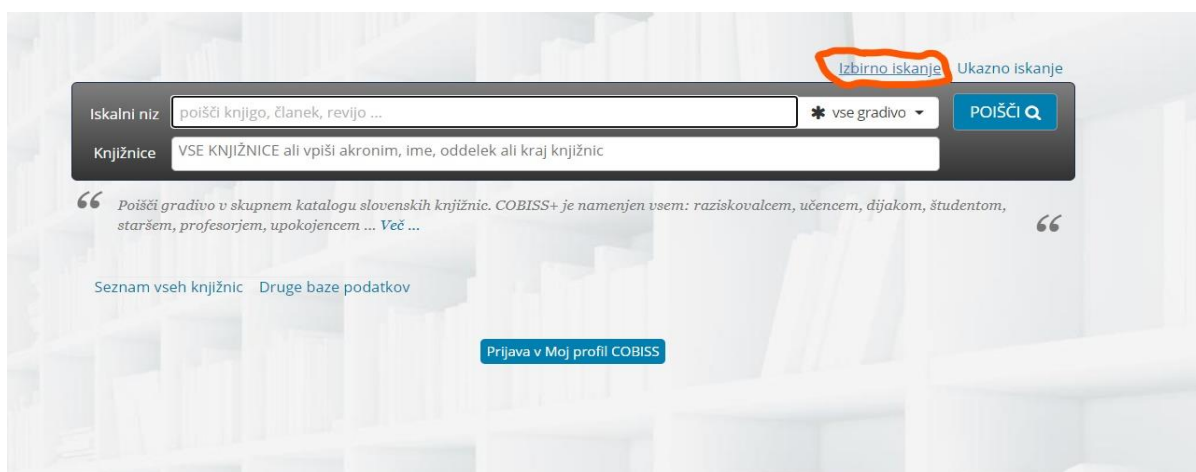 Izbirno iskanje Ukazno iskanje
Iskalni niz poišči knjigo, članek, revijo ... ✱ vse gradivo POIŠČI
Knjižnice VSE KNJIŽNICE ali vpiši akronim, ime, oddelek ali kraj knjižnic
“ Poišči gradivo v skupnem katalogu slovenskih knjižnic. COBISS+ je namenjen vsem: raziskovalcem, učencem, dijakom, študentom,
staršem, profesorjem, upokojencem ... Več ... “
Seznam vseh knjižnic Druge baze podatkov
Prijava v Moj profil COBISS